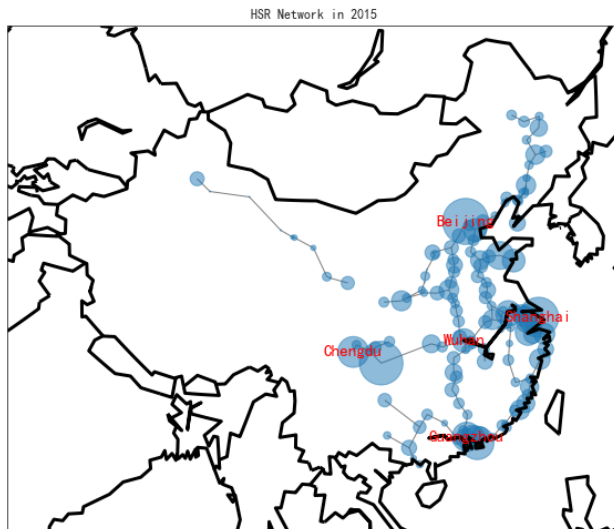 HSR Network in 2015
Beijing
Shanghai
Wuhan
Chengdu
Guangzhou